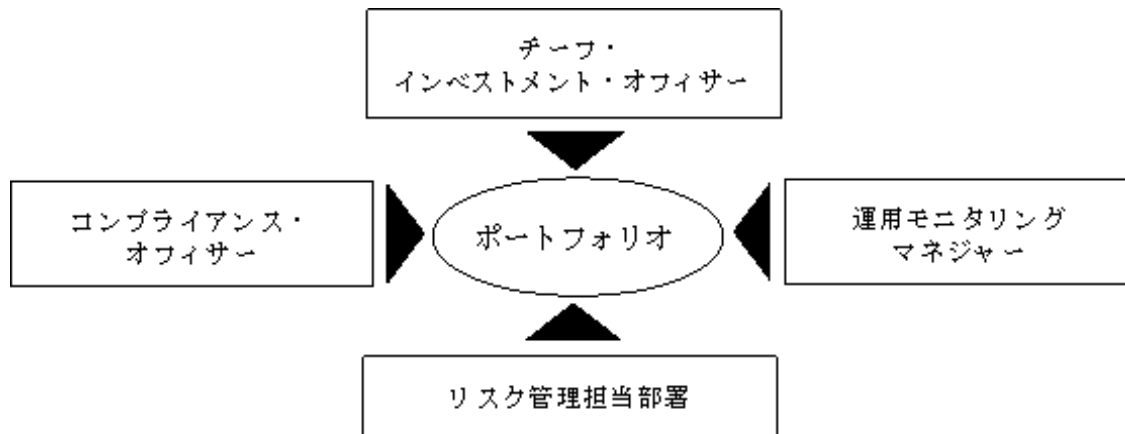 チーフ・
インベストメント・オフィサー
コンプライアンス・
オフィサー
ポートフォリオ
運用モニタリング
マネジャー
リスク管理担当部署